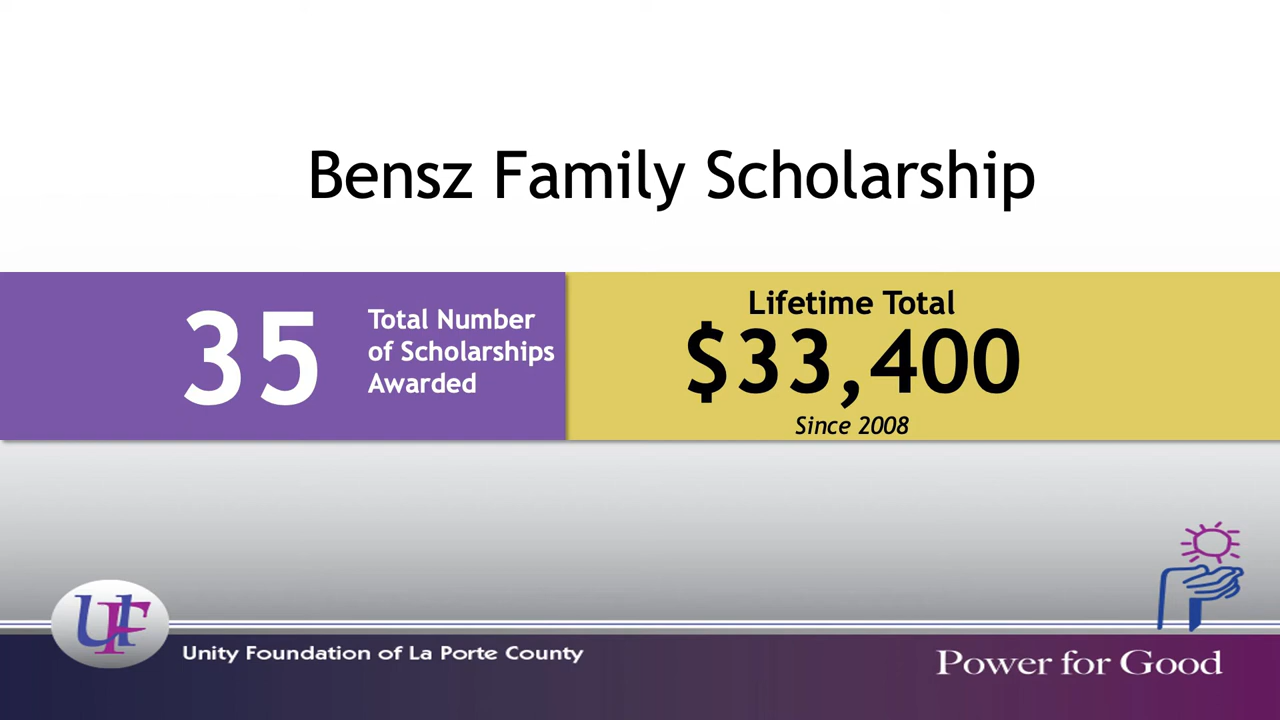 Bensz Family Scholarship
35
Total Number
of Scholarships
Awarded
Lifetime Total
$33,400
Since 2008
UF
Unity Foundation of La Porte County
Power for Good